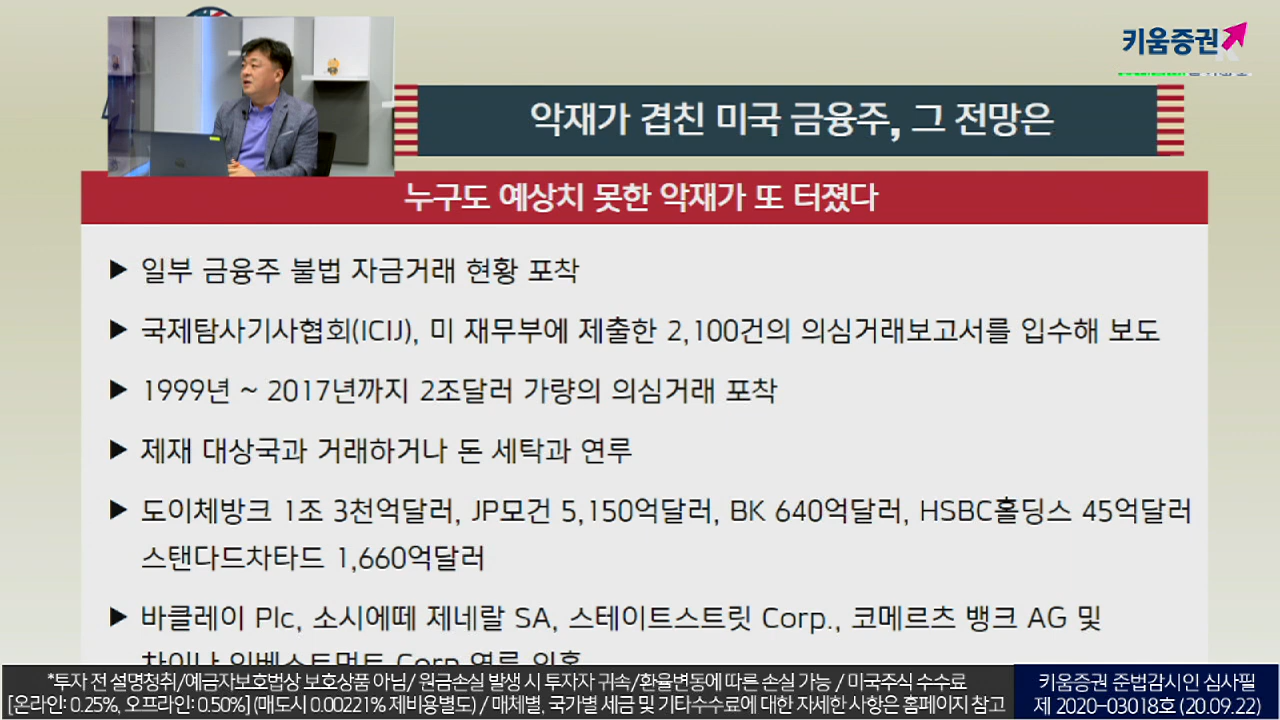 키움증권
악재가 겹친 미국 금융주, 그 전망은
누구도 예상치 못한 악재가 또 터졌다
▶ 일부 금융주 불법 자금거래 현황 포착
▶ 국제탐사기사협회(ICIJ), 미 재무부에 제출한 2,100건의 의심거래보고서를 입수해 보도
▶ 1999년 ~ 2017년까지 2조달러 가량의 의심거래 포착
▶ 제재 대상국과 거래하거나 돈 세탁과 연루
▶ 도이체방크 1조 3천억달러, JP모건 5,150억달러, BK 640억달러, HSBC홀딩스 45억달러
스탠다드차타드 1,660억달러
▶ 바클레이 Plc, 소시에떼 제네랄 SA, 스테이트스트릿 Corp., 코메르츠 뱅크 AG 및
차이나 인베스트먼트 Corp 연루 의혹
*투자 전 설명청취/예금자보호법상 보호상품 아님/ 원금손실 발생 시 투자자 귀속/환율변동에 따른 손실 가능 / 미국주식 수수료
[온라인: 0.25%, 오프라인: 0.50%] (매도시 0.00221% 제비용별도) / 매체별, 국가별 세금 및 기타수수료에 대한 자세한 사항은 홈페이지 참고
키움증권 준법감시인 심사필
제 2020-03018호 (20.09.22)